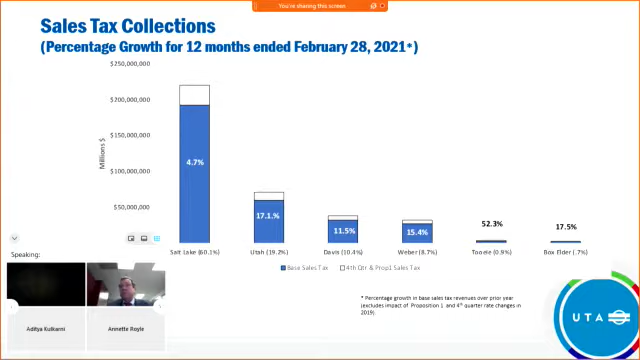 You're sharing this screen
Sales Tax Collections
(Percentage Growth for 12 months ended February 28, 2021*)
$250,000,000
$200,000,000
$150,000,000
$100,000,000
$50,000,000
Millions $
4.7%
17.1.%
11.5%
15.4%
52.3%
17.5%
Salt Lake (60.1%)
Utah (19.2%)
Davis (10.4%)
Weber (8.7%)
Tooele (0.9%)
Box Elder (.7%)
Base Sales Tax
4th Qtr & Prop1 Sales Tax
* Percentage growth in base sales tax revenues over prior year
(excludes impact of Proposition 1 and 4th quarter rate changes in
2019).
Speaking:
Aditya Kulkarni
Annette Royle
UTA